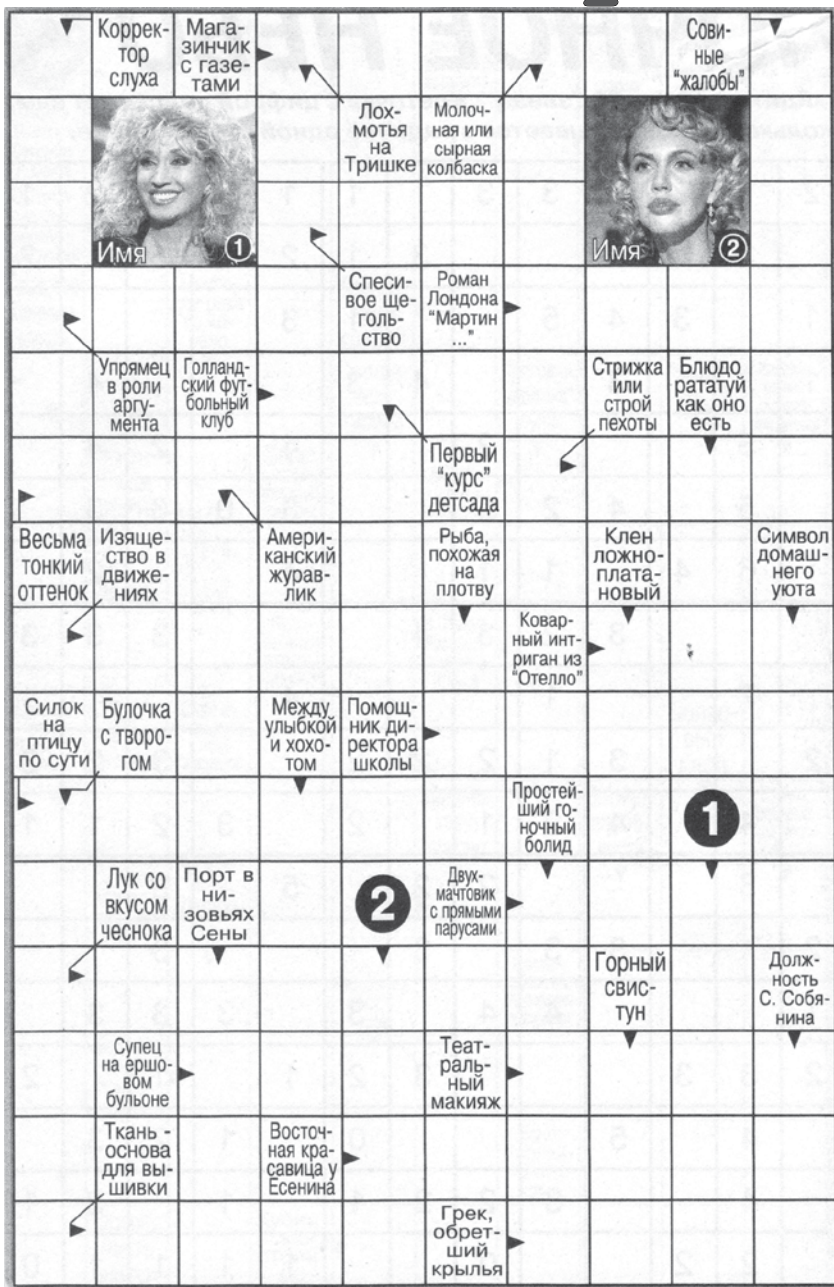 Коррек-
тор
слуха
Мага-
зинчик
с газе-
тами
Сови-
ные
“жалобы”
Лох-
мотья
на
Тришке
Молоч-
ная или
сырная
колбаска
Имя 1
Имя 2
Спеси-
вое ще-
голь-
ство
Роман
Лондона
“Мартин
...”
Упрямец
в роли
аргу-
мента
Голланд-
ский фут-
больный
клуб
Стрижка
или
строй
пехоты
Блюдо
рататуй
как оно
есть
Первый
“курс”
детсада
Весьма
тонкий
оттенок
Изяще-
ство в
движе-
ниях
Амери-
канский
журав-
лик
Рыба,
похожая
на
плотву
Клен
ложно-
плата-
новый
Символ
домаш-
него
уюта
Ковар-
ный инт-
риган из
“Отелло”
Силок
на
птицу
по сути
Булочка
с творо-
гом
Между
улыбкой
и хохо-
том
Помощ-
ник ди-
ректора
школы
Простей-
ший го-
ночный
болид
1
Лук со
вкусом
чеснока
Порт в
ни-
зовьях
Сены
2
Двух-
мачтовик
с прямыми
парусами
Горный
свис-
тун
Долж-
ность
С. Собя-
нина
Супец
на ершо-
вом
бульоне
Теат-
раль-
ный
макияж
Ткань -
основа
для вы-
шивки
Восточ-
ная кра-
савица у
Есенина
Грек,
обрет-
ший
крылья